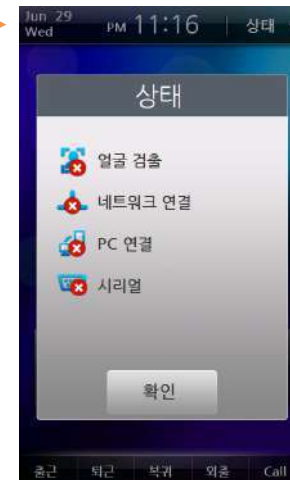 Jun 29
Wed PM 11:16 상태
상태
얼굴 검출
네트워크 연결
PC 연결
시리얼
확인
출근 퇴근 복귀 외출 Call